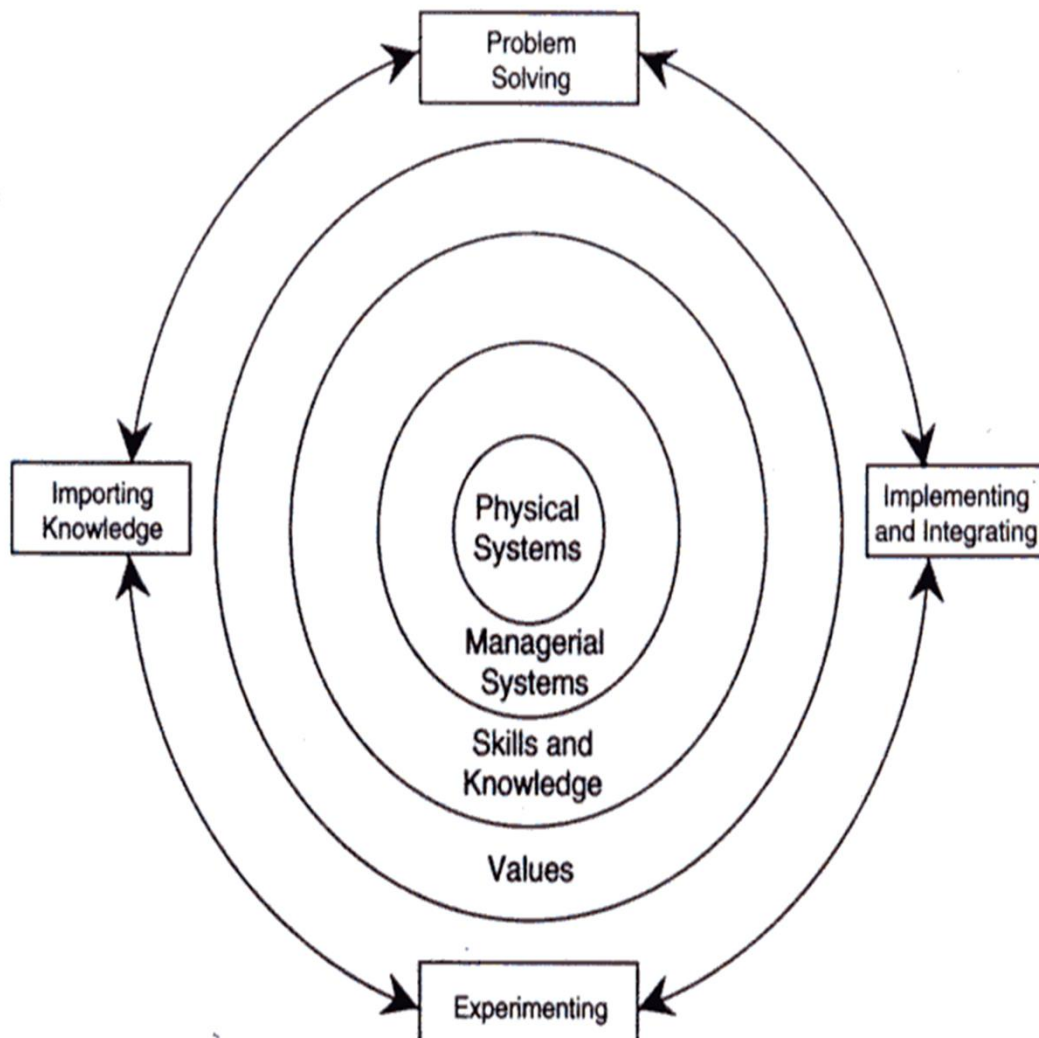 Problem
Solving
Importing
Knowledge
Physical
Systems
Implementing
and Integrating
Managerial
Systems
Skills and
Knowledge
Values
Experimenting